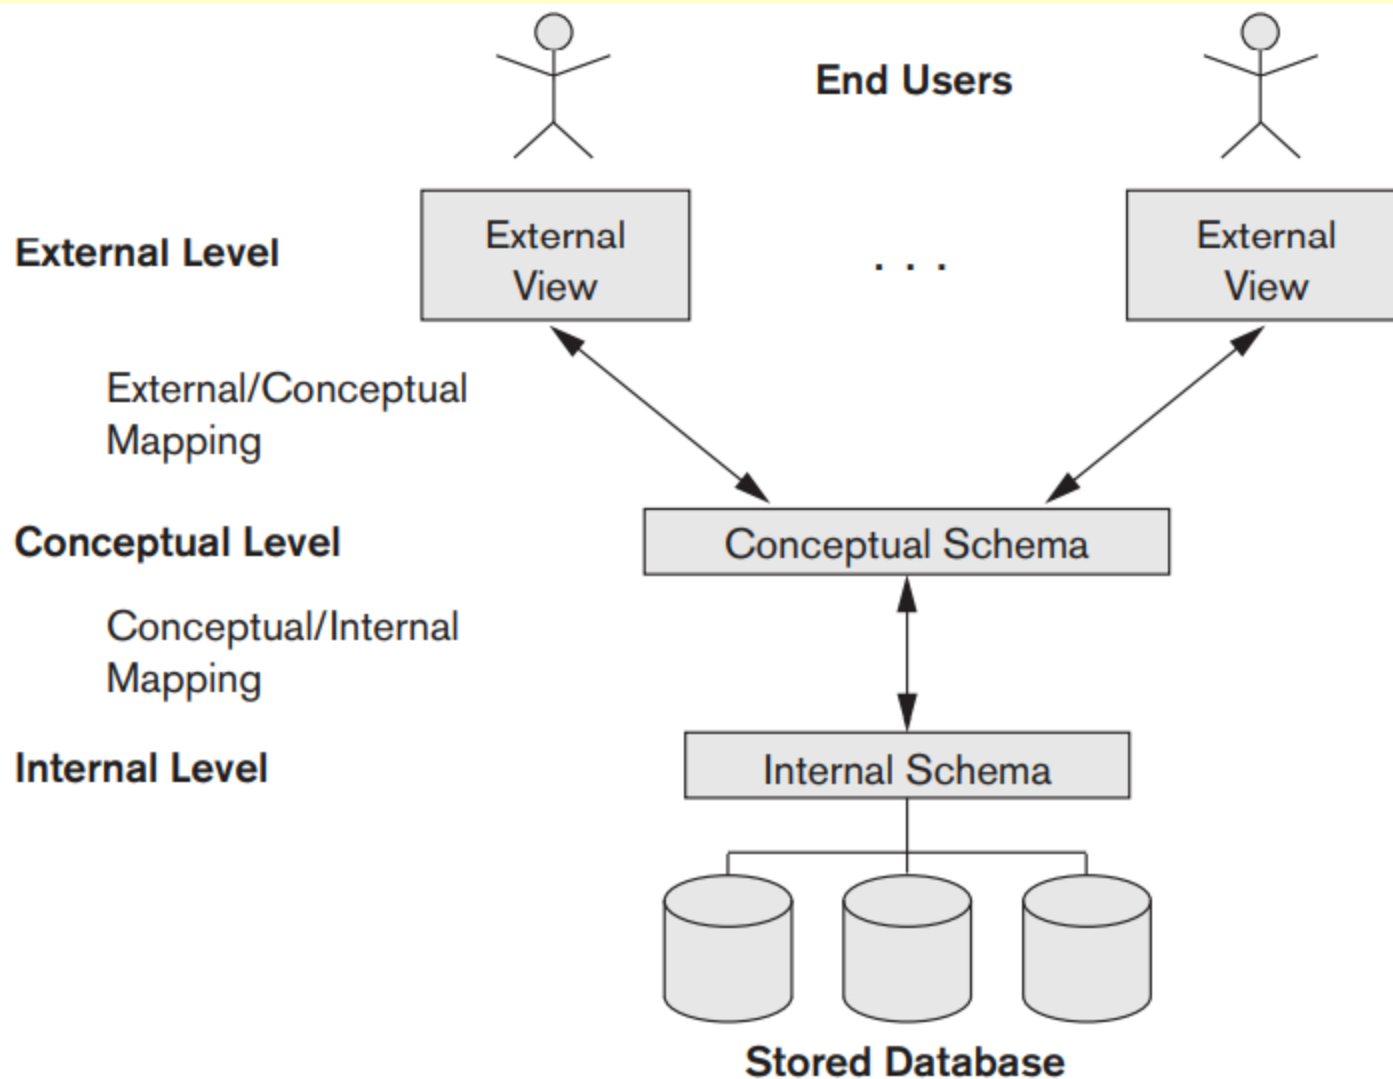 End Users
External Level
External
View
. . .
External
View
External/Conceptual
Mapping
Conceptual Level
Conceptual Schema
Conceptual/Internal
Mapping
Internal Level
Internal Schema
Stored Database